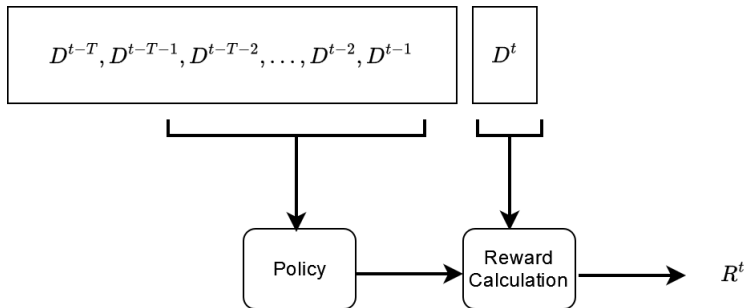 D^{t-T}, D^{t-T-1}, D^{t-T-2}, ..., D^{t-2}, D^{t-1}
D^t
Policy
Reward
Calculation
R^t